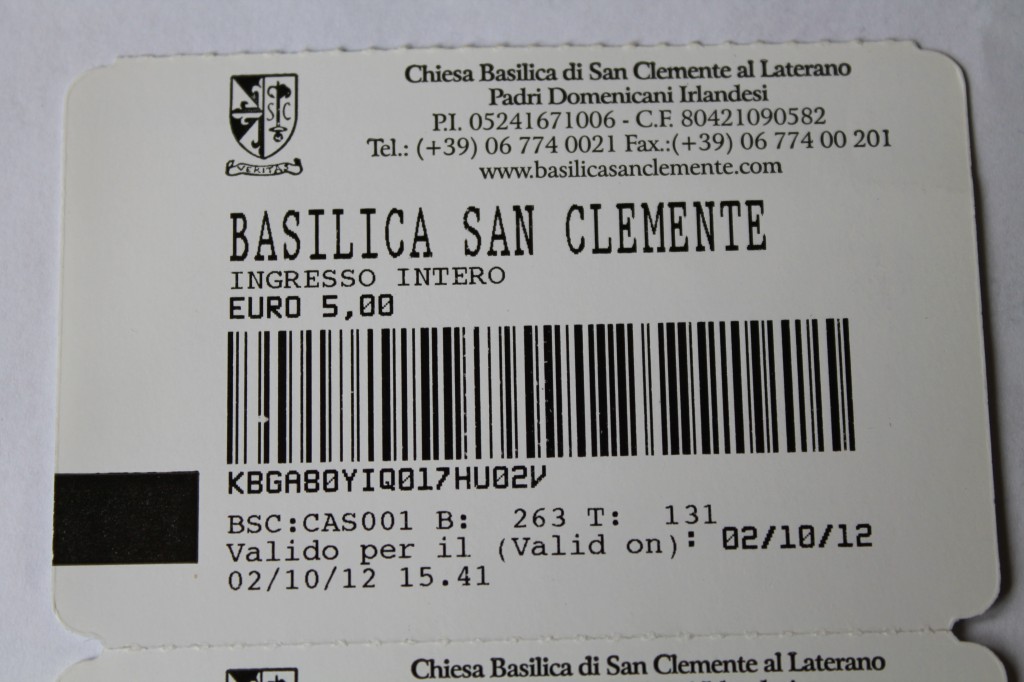 Chiesa Basilica di San Clemente al Laterano
Padri Domenicani Irlandesi
P.I. 05241671006 - C.F. 80421090582
Tel.: (+39) 06 774 0021 Fax.:(+39) 06 774 00 201
www.basilicasanclemente.com
SC
VERITAS
BASILICA SAN CLEMENTE
INGRESSO INTERO
EURO 5,00
KBGA80YIQ017HU02V
BSC:CAS001 B: 263 T: 131
Valido per il (Valid on): 02/10/12
02/10/12 15.41
Chiesa Basilica di San Clemente al Laterano